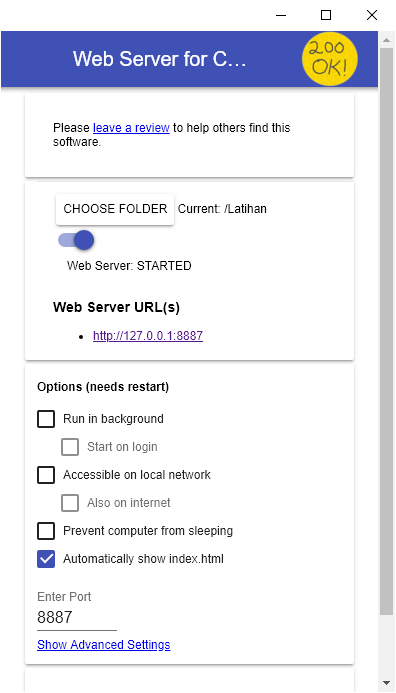 Web Server for C...
200 OK!
Please leave a review to help others find this
software.
CHOOSE FOLDER Current: /Latihan
Web Server: STARTED
Web Server URL(s)
http://127.0.0.1:8887
Options (needs restart)
Run in background
Start on login
Accessible on local network
Also on internet
Prevent computer from sleeping
Automatically show index.html
Enter Port
8887
Show Advanced Settings